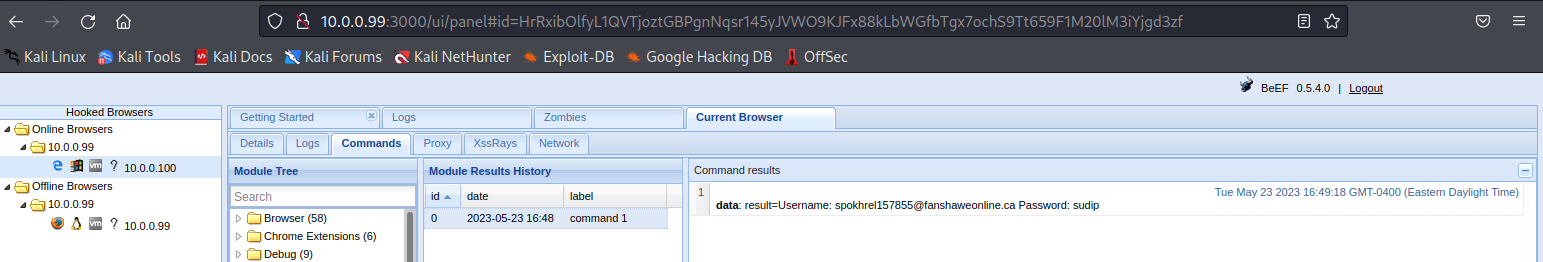 10.0.0.99:3000/ui/panel#id=HrRxibOlfyL1QVTjoztGBPgnNqsr145yJVWO9KJFx88kLbWGfbTgx7ochS9Tt659F1M20lM3iYjgd3zf
Kali Linux Kali Tools Kali Docs Kali Forums Kali NetHunter Exploit-DB Google Hacking DB OffSec
BeEF 0.5.4.0 | Logout
Hooked Browsers
Online Browsers
10.0.0.99
vm ? 10.0.0.100
Offline Browsers
10.0.0.99
vm ? 10.0.0.99
Getting Started Logs Zombies Current Browser
Details Logs Commands Proxy XssRays Network
Module Tree
Search
Browser (58)
Chrome Extensions (6)
Debug (9)
Module Results History
id date label
0 2023-05-23 16:48 command 1
Command results
1 Tue May 23 2023 16:49:18 GMT-0400 (Eastern Daylight Time)
data: result=Username: spokhrel157855@fanshaweonline.ca Password: sudip